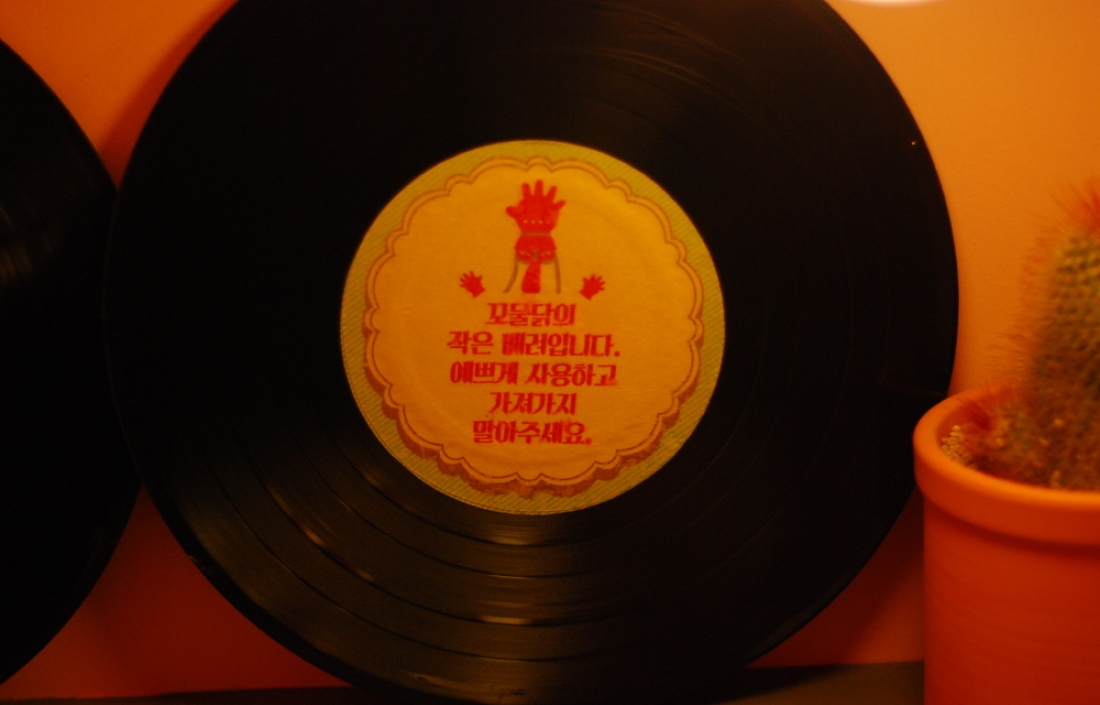 꼬물닭의
작은 배려입니다.
예쁘게 사용하고
가져가지
말아주세요.